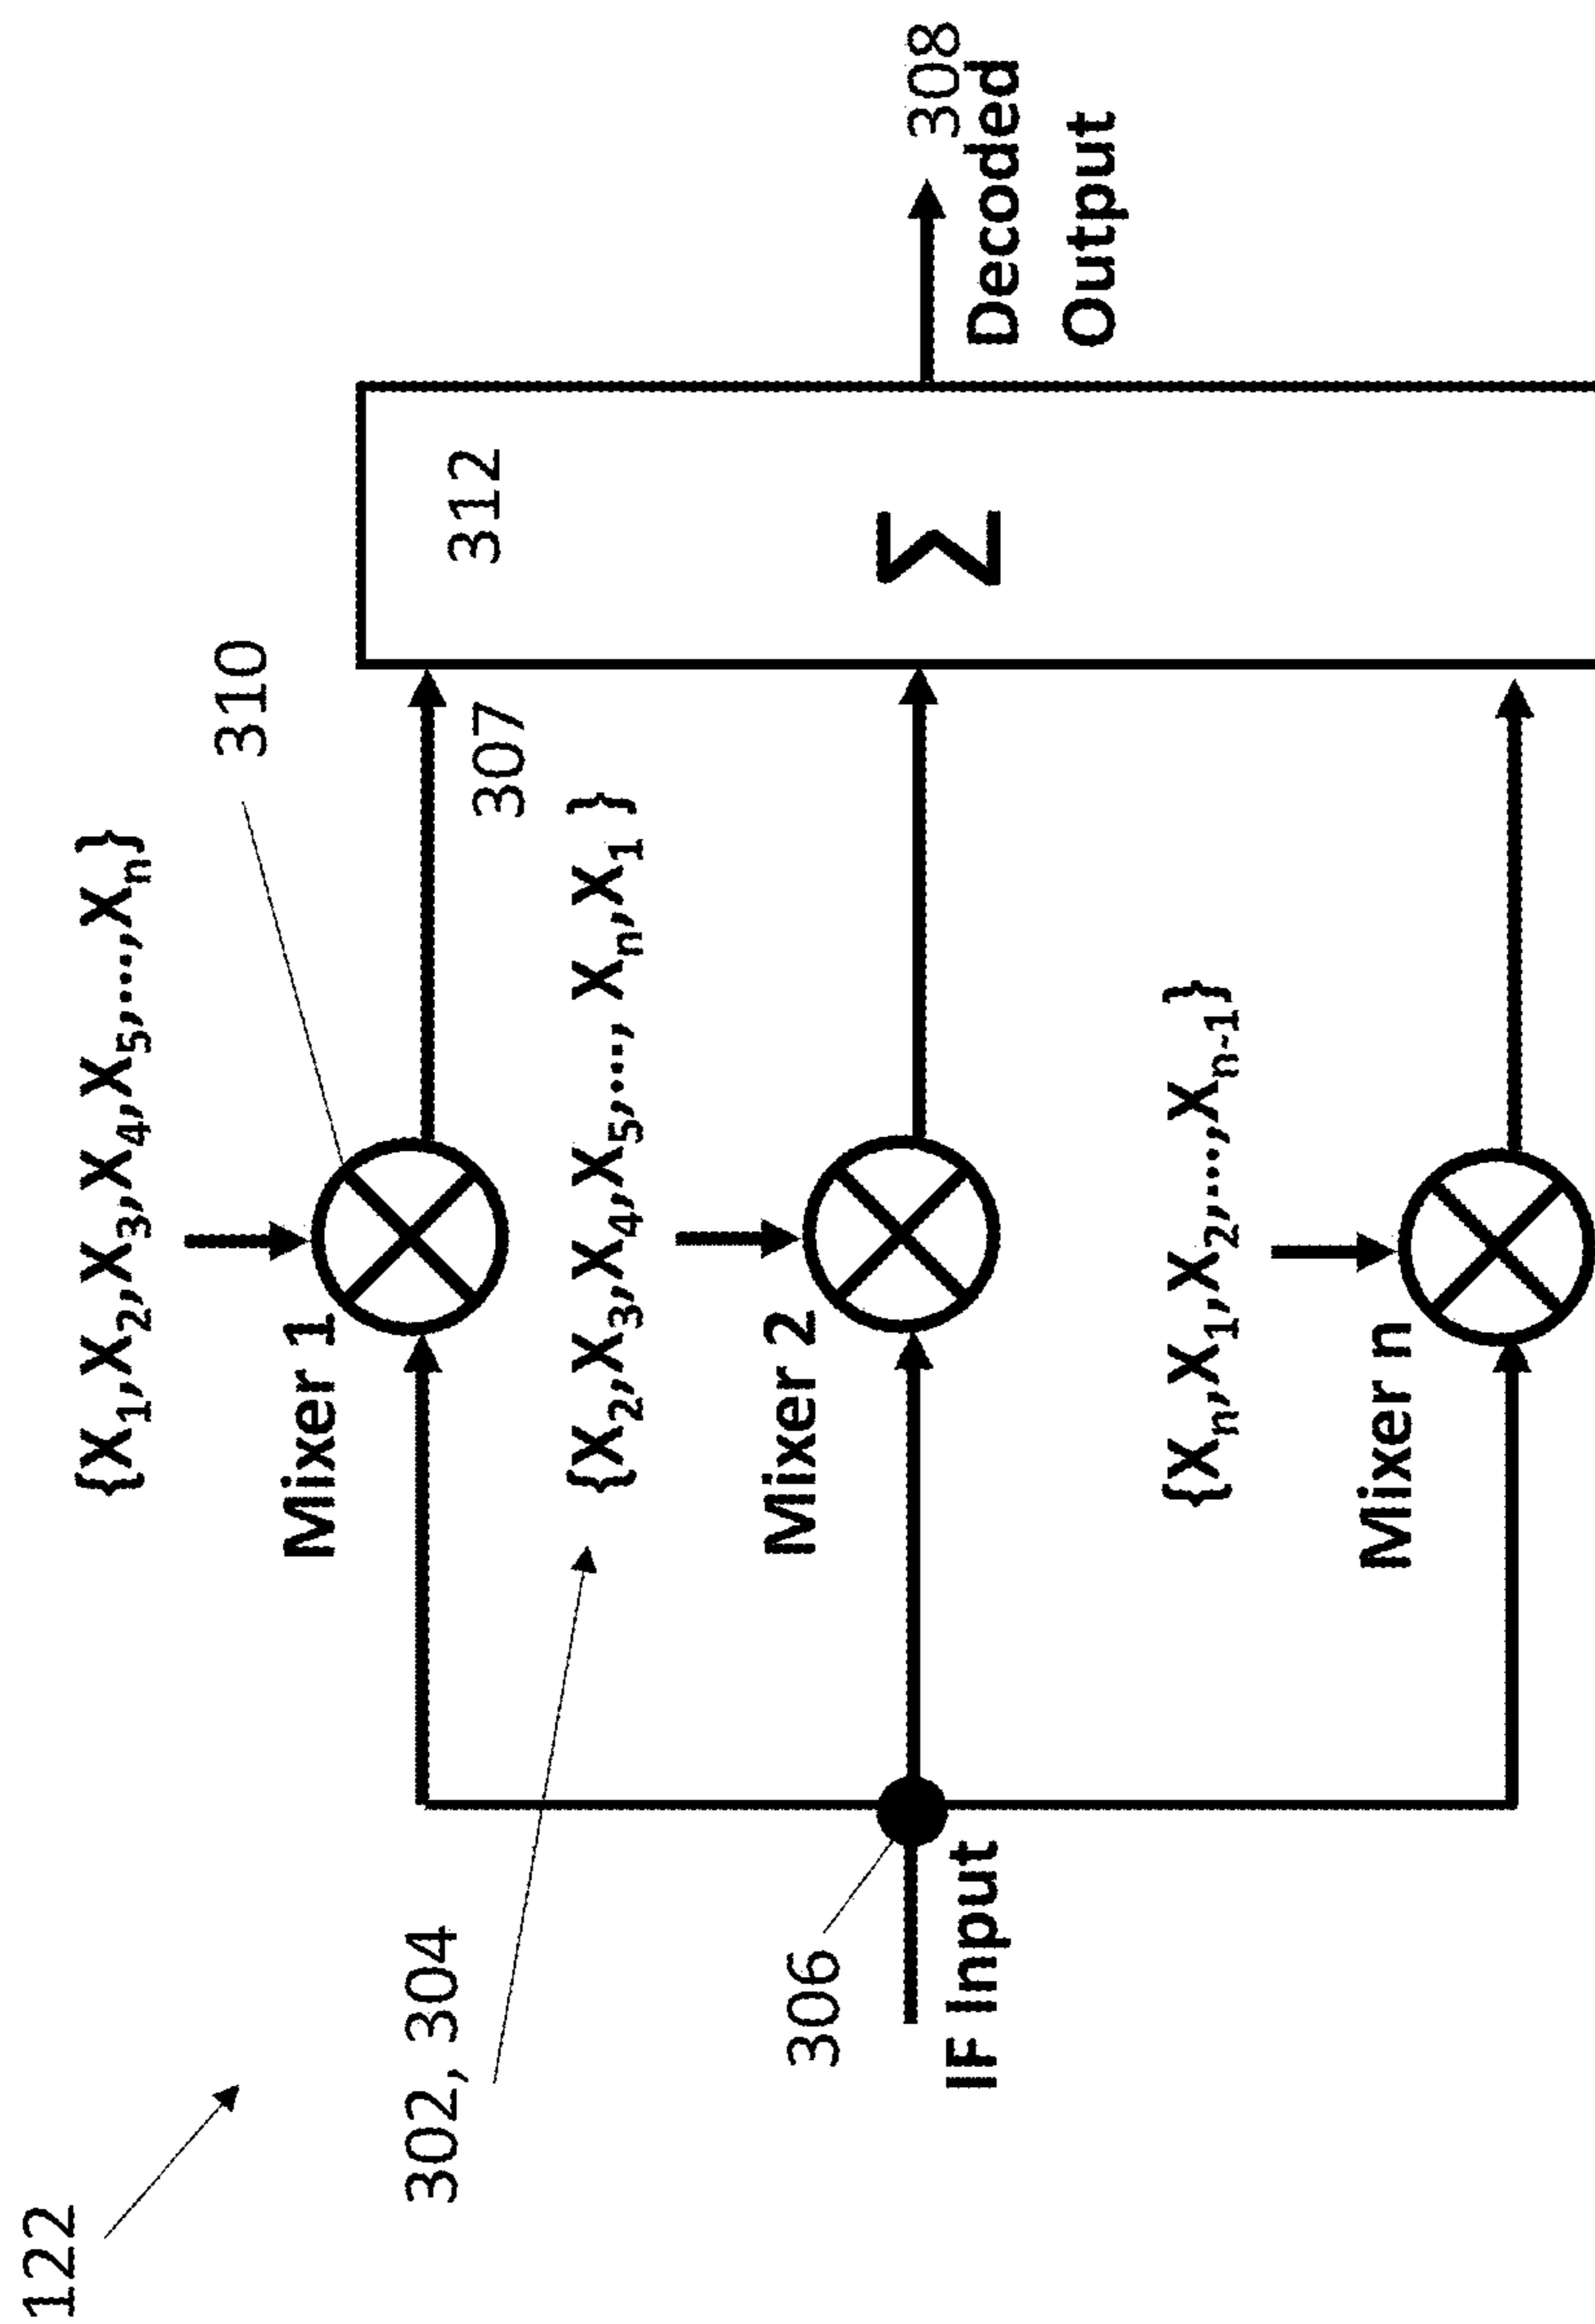 122
{X1,X2,X3,X4,X5,...,Xn}
310
Mixer 1
307
302, 304
{X2,X3,X4,X5,..., Xn,X1 }
312
Mixer 2
306
IF Input
Σ
308
Decoded
Output
{Xn,X1,X2,...,Xn-1}
Mixer n